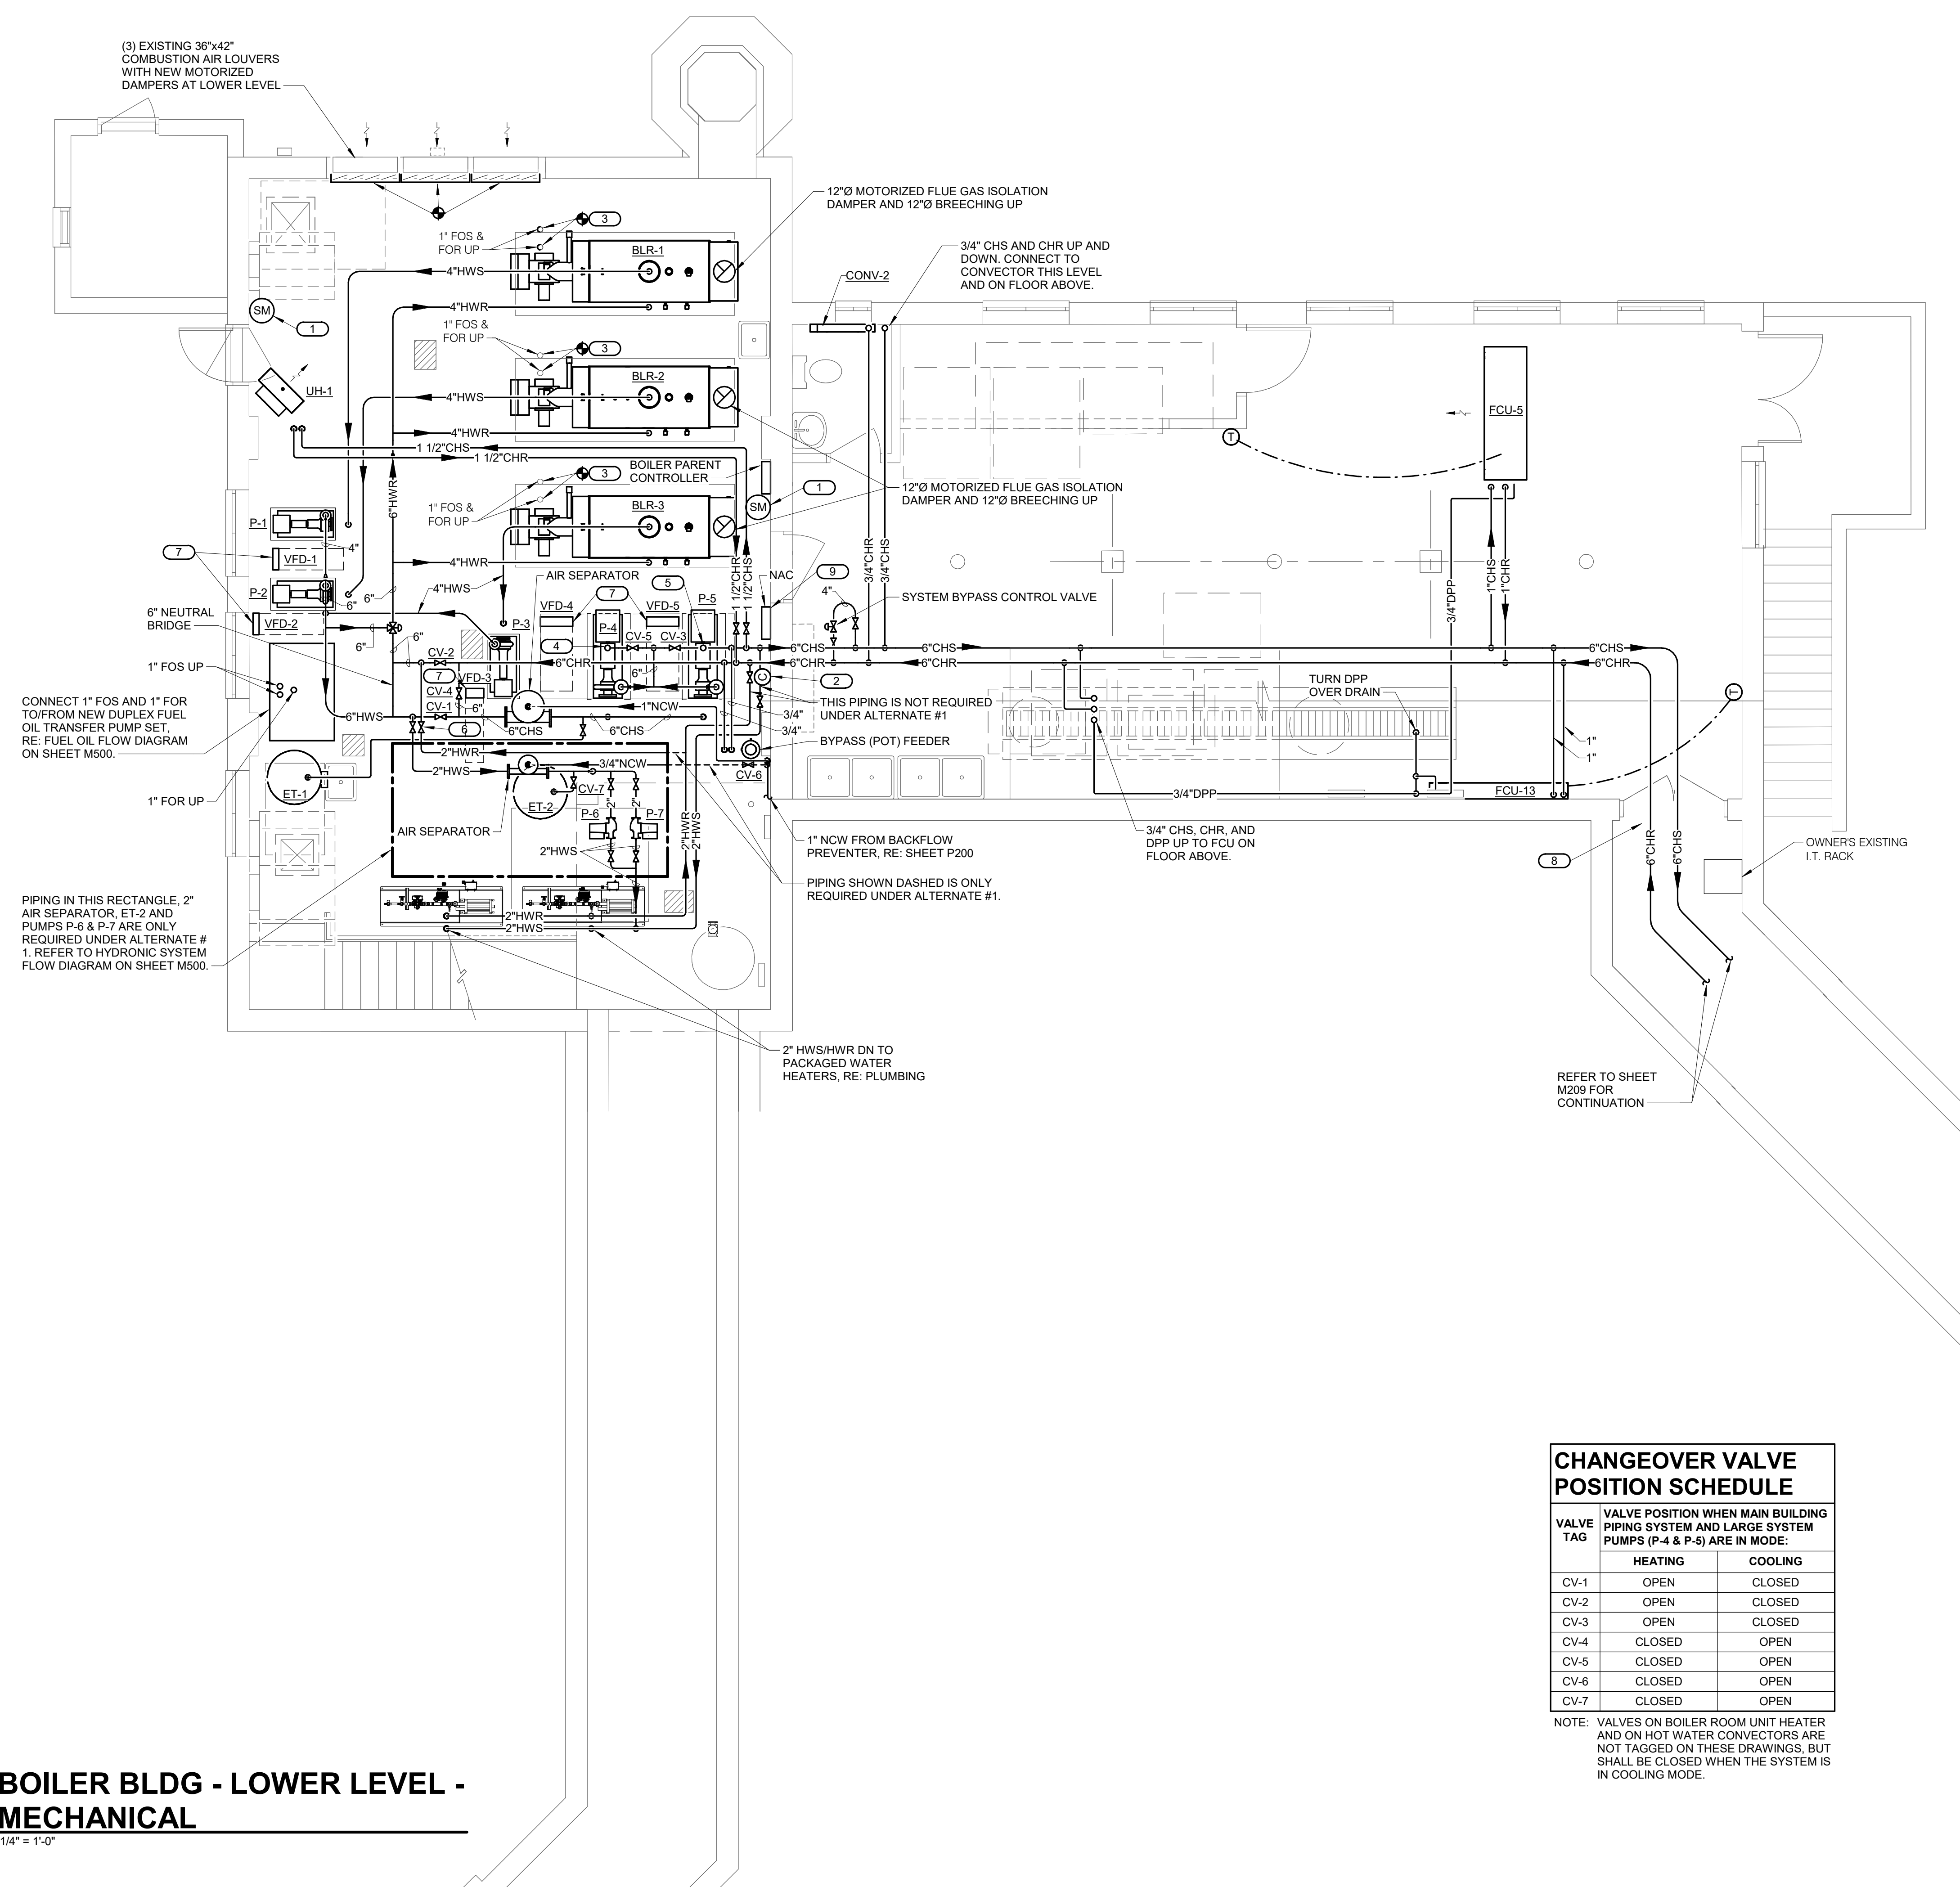 (3) EXISTING 36"x42"
COMBUSTION AIR LOUVERS
WITH NEW MOTORIZED
DAMPERS AT LOWER LEVEL
12"Ø MOTORIZED FLUE GAS ISOLATION
DAMPER AND 12"Ø BREECHING UP
3
1" FOS &
FOR UP
BLR-1
4"HWS
4"HWR
3/4" CHS AND CHR UP AND
DOWN. CONNECT TO
CONVECTOR THIS LEVEL
AND ON FLOOR ABOVE.
CONV-2
SM
1
1" FOS &
FOR UP
3
BLR-2
UH-1
4"HWS
4"HWR
FCU-5
T
1 1/2"CHS
1 1/2"CHR
BOILER PARENT
CONTROLLER
3
1
SM
12"Ø MOTORIZED FLUE GAS ISOLATION
DAMPER AND 12"Ø BREECHING UP
1" FOS &
FOR UP
BLR-3
6"HWR
P-1
4"
7
VFD-1
4"HWR
1 1/2"CHR
1 1/2"CHS
3/4"CHR
3/4"CHS
3/4"DPP
1"CHS
1"CHR
AIR SEPARATOR
5
NAC
9
4"HWS
P-2
6"
6"
4"
SYSTEM BYPASS CONTROL VALVE
VFD-4
7
VFD-5
P-5
6" NEUTRAL
BRIDGE
VFD-2
P-3
P-4
CV-5
CV-3
6"
6"
4
CV-2
6"CHR
6"CHS
6"CHS
6"CHS
6"CHR
6"CHR
6"CHR
1" FOS UP
7
VFD-3
CV-4
6"
2
TURN DPP
OVER DRAIN
T
CONNECT 1" FOS AND 1" FOR
TO/FROM NEW DUPLEX FUEL
OIL TRANSFER PUMP SET,
RE: FUEL OIL FLOW DIAGRAM
ON SHEET M500.
THIS PIPING IS NOT REQUIRED
UNDER ALTERNATE #1
6"HWS
CV-1
6"
1"NCW
3/4"
6
6"CHS
6"CHS
3/4"
BYPASS (POT) FEEDER
1"
1"
2"HWR
2"HWS
3/4"NCW
CV-6
1" FOR UP
ET-1
CV-7
ET-2
2"
2"
3/4"DPP
FCU-13
P-6
P-7
AIR SEPARATOR
2"HWS
2"HWR
2"HWS
1" NCW FROM BACKFLOW
PREVENTER, RE: SHEET P200
3/4" CHS, CHR, AND
DPP UP TO FCU ON
FLOOR ABOVE.
8
6"CHR
6"CHS
OWNER'S EXISTING
I.T. RACK
PIPING SHOWN DASHED IS ONLY
REQUIRED UNDER ALTERNATE #1.
PIPING IN THIS RECTANGLE, 2"
AIR SEPARATOR, ET-2 AND
PUMPS P-6 & P-7 ARE ONLY
REQUIRED UNDER ALTERNATE #
1. REFER TO HYDRONIC SYSTEM
FLOW DIAGRAM ON SHEET M500.
2"HWR
2"HWS
2" HWS/HWR DN TO
PACKAGED WATER
HEATERS, RE: PLUMBING
REFER TO SHEET
M209 FOR
CONTINUATION
CHANGEOVER VALVE
POSITION SCHEDULE
VALVE TAG
VALVE POSITION WHEN MAIN BUILDING
PIPING SYSTEM AND LARGE SYSTEM
PUMPS (P-4 & P-5) ARE IN MODE:
HEATING COOLING
CV-1 OPEN CLOSED
CV-2 OPEN CLOSED
CV-3 OPEN CLOSED
CV-4 CLOSED OPEN
CV-5 CLOSED OPEN
CV-6 CLOSED OPEN
CV-7 CLOSED OPEN
NOTE: VALVES ON BOILER ROOM UNIT HEATER
AND ON HOT WATER CONVECTORS ARE
NOT TAGGED ON THESE DRAWINGS, BUT
SHALL BE CLOSED WHEN THE SYSTEM IS
IN COOLING MODE.
BOILER BLDG - LOWER LEVEL -
MECHANICAL
1/4" = 1'-0"